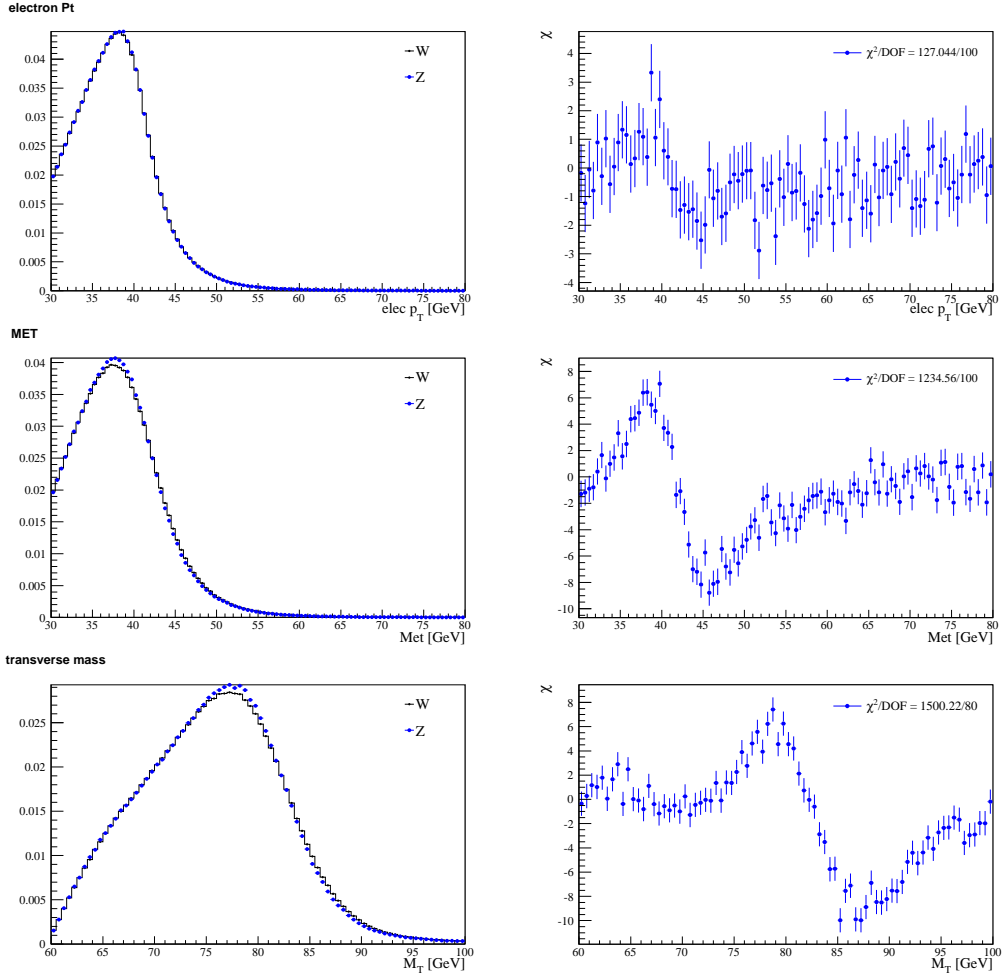 electron Pt
0.04
0.035
0.03
0.025
0.02
0.015
0.01
0.005
0
30 35 40 45 50 55 60 65 70 75 80
elec p_T [GeV]
W
Z
χ
4
3
2
1
0
-1
-2
-3
-4
30 35 40 45 50 55 60 65 70 75 80
elec p_T [GeV]
χ²/DOF = 127.044/100
MET
0.04
0.035
0.03
0.025
0.02
0.015
0.01
0.005
0
30 35 40 45 50 55 60 65 70 75 80
Met [GeV]
W
Z
χ
8
6
4
2
0
-2
-4
-6
-8
-10
30 35 40 45 50 55 60 65 70 75 80
Met [GeV]
χ²/DOF = 1234.56/100
transverse mass
0.025
0.02
0.015
0.01
0.005
0
60 65 70 75 80 85 90 95 100
M_T [GeV]
W
Z
χ
8
6
4
2
0
-2
-4
-6
-8
-10
60 65 70 75 80 85 90 95 100
M_T [GeV]
χ²/DOF = 1500.22/80